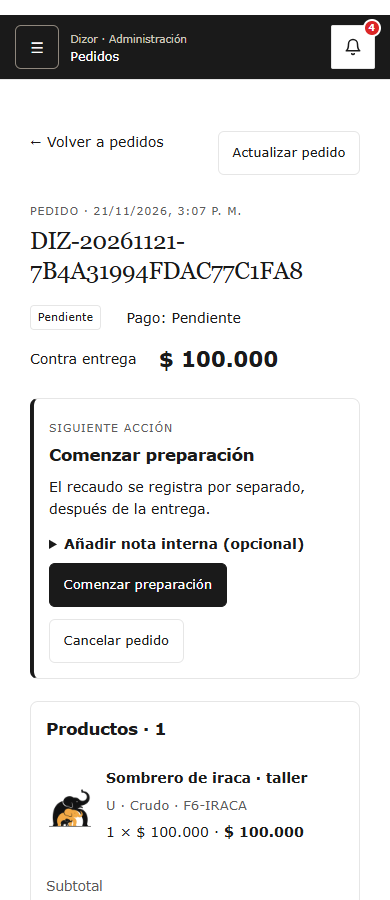 ☰
Dizor · Administración
Pedidos
4
← Volver a pedidos
Actualizar pedido
PEDIDO · 21/11/2026, 3:07 P. M.
DIZ-20261121-
7B4A31994FDAC77C1FA8
Pendiente
Pago: Pendiente
Contra entrega
$ 100.000
SIGUIENTE ACCIÓN
Comenzar preparación
El recaudo se registra por separado,
después de la entrega.
▶ Añadir nota interna (opcional)
Comenzar preparación
Cancelar pedido
Productos · 1
Sombrero de iraca · taller
U · Crudo · F6-IRACA
1 × $ 100.000 · $ 100.000
Subtotal